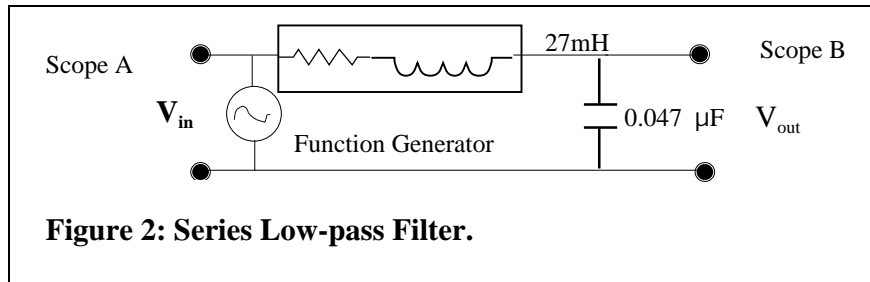 27mH
Scope A
Scope B
V_in
0.047 µF
V_out
Function Generator
Figure 2: Series Low-pass Filter.